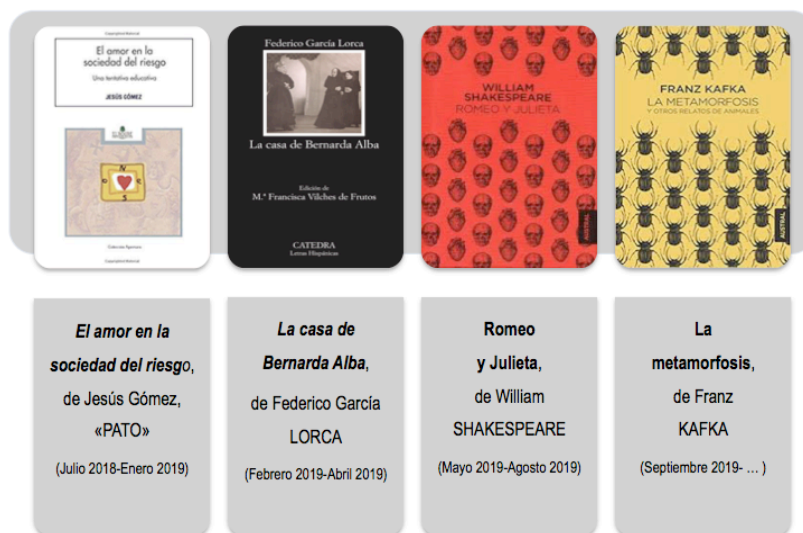 El amor en la
sociedad del riesgo
Una tentativa educativa
JESÚS GÓMEZ
Federico García Lorca
La casa de Bernarda Alba
Edición de
M.ª Francisca Vilches de Frutos
CATEDRA
Letras Hispánicas
WILLIAM
SHAKESPEARE
ROMEO Y JULIETA
AUSTRAL
FRANZ KAFKA
LA METAMORFOSIS
Y OTROS RELATOS DE ANIMALES
AUSTRAL
El amor en la
sociedad del riesgo,
de Jesús Gómez,
«PATO»
(Julio 2018-Enero 2019)
La casa de
Bernarda Alba,
de Federico García
LORCA
(Febrero 2019-Abril 2019)
Romeo
y Julieta,
de William
SHAKESPEARE
(Mayo 2019-Agosto 2019)
La
metamorfosis,
de Franz
KAFKA
(Septiembre 2019- ... )